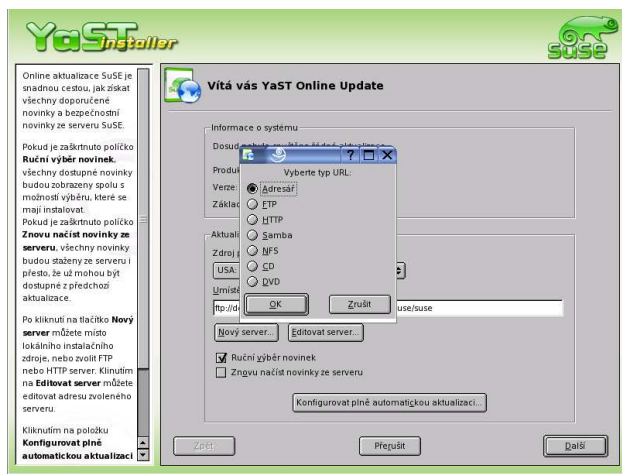 YaST installer
SuSE
Online aktualizace SuSE je
snadnou cestou, jak získat
všechny doporučené
novinky a bezpečnostní
novinky ze serveru SuSE.
Pokud je zaškrtnuto políčko
Ruční výběr novinek,
všechny dostupné novinky
budou zobrazeny spolu s
možností výběru, které se
mají instalovat.
Pokud je zaškrtnuto políčko
Znovu načíst novinky ze
serveru, všechny novinky
budou staženy ze serveru i
přesto, že už mohou být
dostupné z předchozí
aktualizace.
Po kliknutí na tlačítko Nový
server můžete místo
lokálního instalačního
zdroje, nebo zvolit FTP
nebo HTTP server. Klinutím
na Editovat server můžete
editovat adresu zvoleného
serveru.
Kliknutím na položku
Konfigurovat plně
automatickou aktualizaci
Vítá vás YaST Online Update
Informace o systému
Dosud
Verze:
Vyberte typ URL:
Adresář
FTP
HTTP
Samba
NFS
CD
DVD
OK
Zrušit
USA:
use/suse
Nový server...
Editovat server...
Ruční výběr novinek
Znovu načíst novinky ze serveru
Konfigurovat plně automatickou aktualizaci...
Zpět
Přerušit
Další